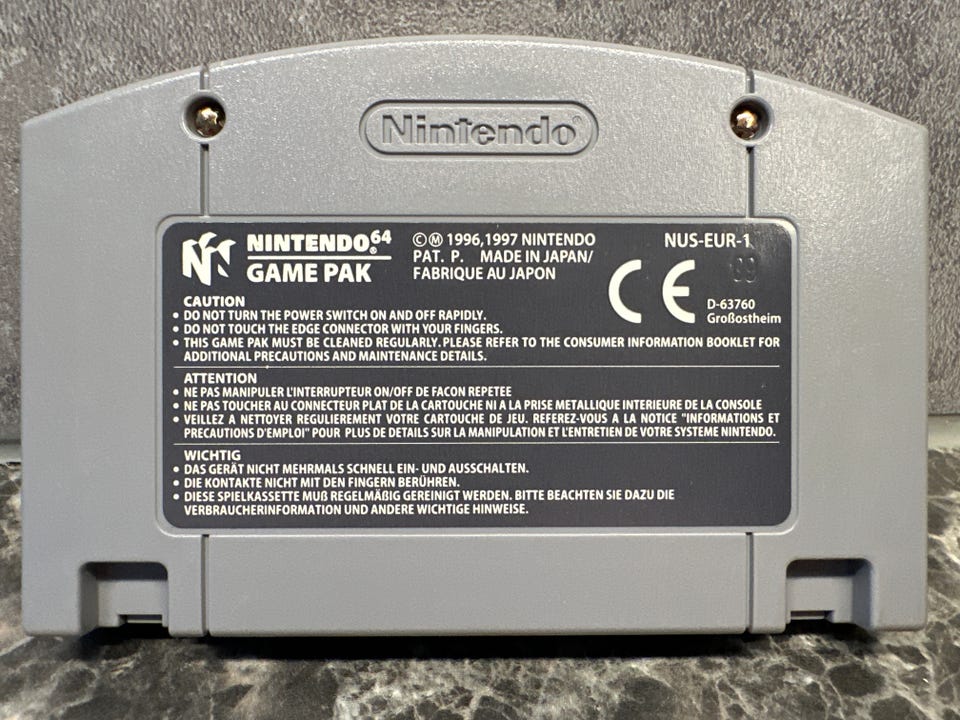 Nintendo®
NINTENDO⁶⁴®
GAME PAK
©Ⓜ 1996,1997 NINTENDO
PAT. P. MADE IN JAPAN/
FABRIQUE AU JAPON
NUS-EUR-1
CE
D-63760
Großostheim
CAUTION
• DO NOT TURN THE POWER SWITCH ON AND OFF RAPIDLY.
• DO NOT TOUCH THE EDGE CONNECTOR WITH YOUR FINGERS.
• THIS GAME PAK MUST BE CLEANED REGULARLY. PLEASE REFER TO THE CONSUMER INFORMATION BOOKLET FOR
ADDITIONAL PRECAUTIONS AND MAINTENANCE DETAILS.
ATTENTION
• NE PAS MANIPULER L'INTERRUPTEUR ON/OFF DE FACON REPETEE
• NE PAS TOUCHER AU CONNECTEUR PLAT DE LA CARTOUCHE NI A LA PRISE METALLIQUE INTERIEURE DE LA CONSOLE
• VEILLEZ A NETTOYER REGULIEREMENT VOTRE CARTOUCHE DE JEU. REFEREZ-VOUS A LA NOTICE "INFORMATIONS ET
PRECAUTIONS D'EMPLOI" POUR PLUS DE DETAILS SUR LA MANIPULATION ET L'ENTRETIEN DE VOTRE SYSTEME NINTENDO.
WICHTIG
• DAS GERÄT NICHT MEHRMALS SCHNELL EIN- UND AUSSCHALTEN.
• DIE KONTAKTE NICHT MIT DEN FINGERN BERÜHREN.
• DIESE SPIELKASSETTE MUß REGELMÄßIG GEREINIGT WERDEN. BITTE BEACHTEN SIE DAZU DIE
VERBRAUCHERINFORMATION UND ANDERE WICHTIGE HINWEISE.